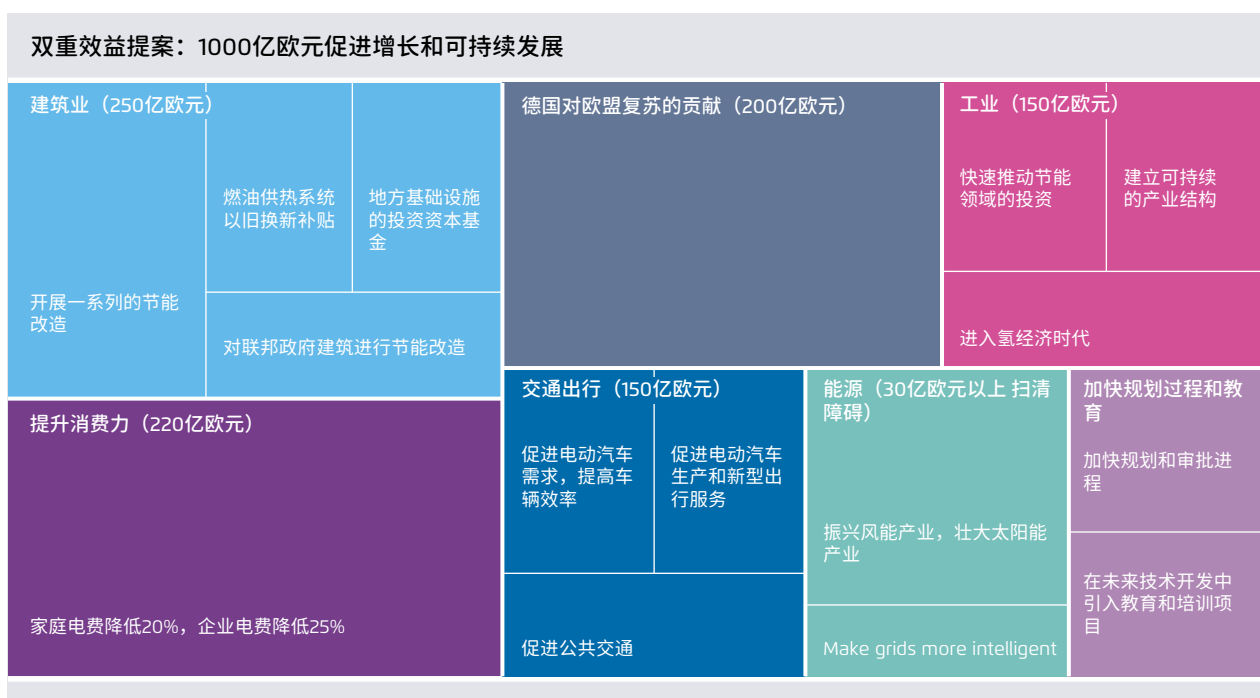 双重效益提案：1000亿欧元促进增长和可持续发展
建筑业（250亿欧元）
开展一系列的节能
改造
燃油供热系统
以旧换新补贴
地方基础设施
的投资资本基
金
对联邦政府建筑进行节能改造
提升消费力（220亿欧元）
家庭电费降低20%，企业电费降低25%
德国对欧盟复苏的贡献（200亿欧元）
工业（150亿欧元）
快速推动节能
领域的投资
建立可持续
的产业结构
进入氢经济时代
交通出行（150亿欧元）
促进电动汽车
需求，提高车
辆效率
促进电动汽车
生产和新型出
行服务
促进公共交通
能源（30亿欧元以上 扫清
障碍）
振兴风能产业，壮大太阳能
产业
Make grids more intelligent
加快规划过程和教
育
加快规划和审批进
程
在未来技术开发中
引入教育和培训项
目